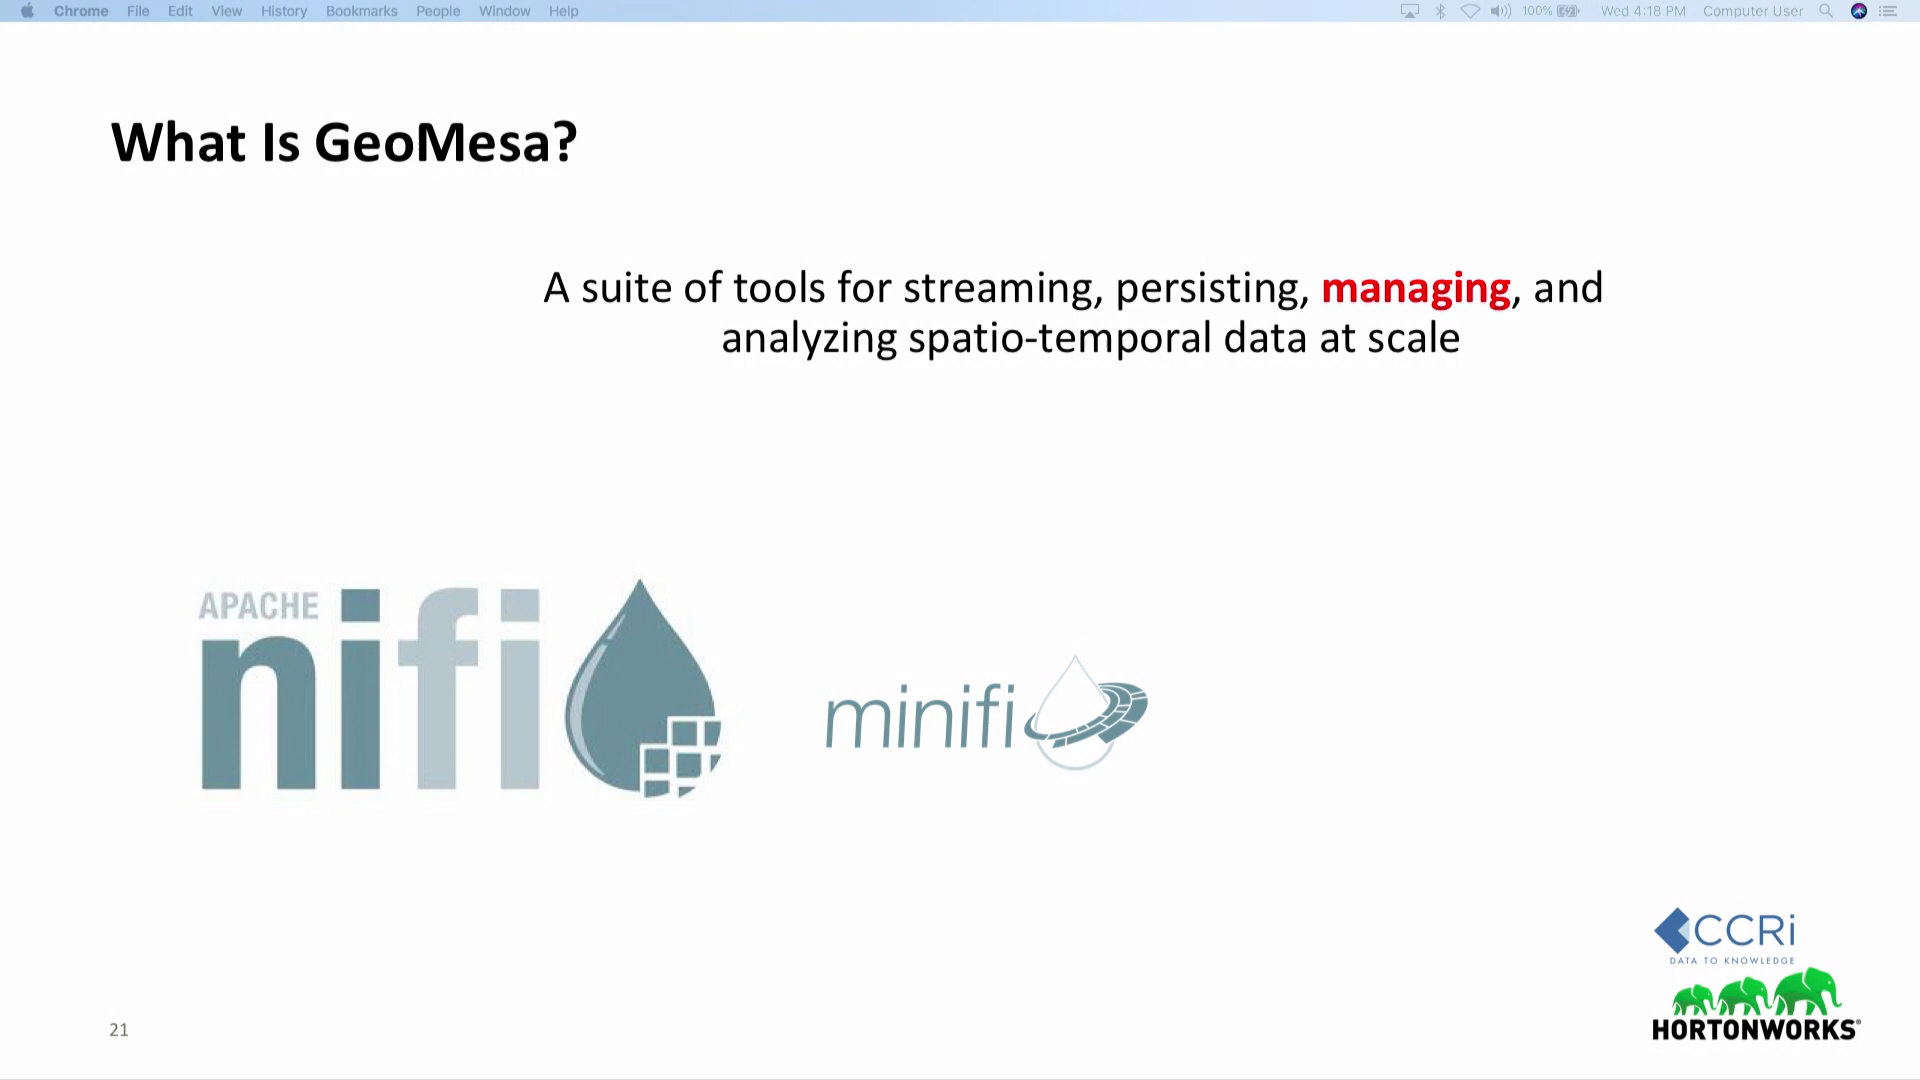 Chrome File Edit View History Bookmarks People Window Help 100% Wed 4:18 PM Computer User
What Is GeoMesa?
A suite of tools for streaming, persisting, managing, and
analyzing spatio-temporal data at scale
APACHE
nifi
minifi
CCRi
DATA TO KNOWLEDGE
HORTONWORKS®
21